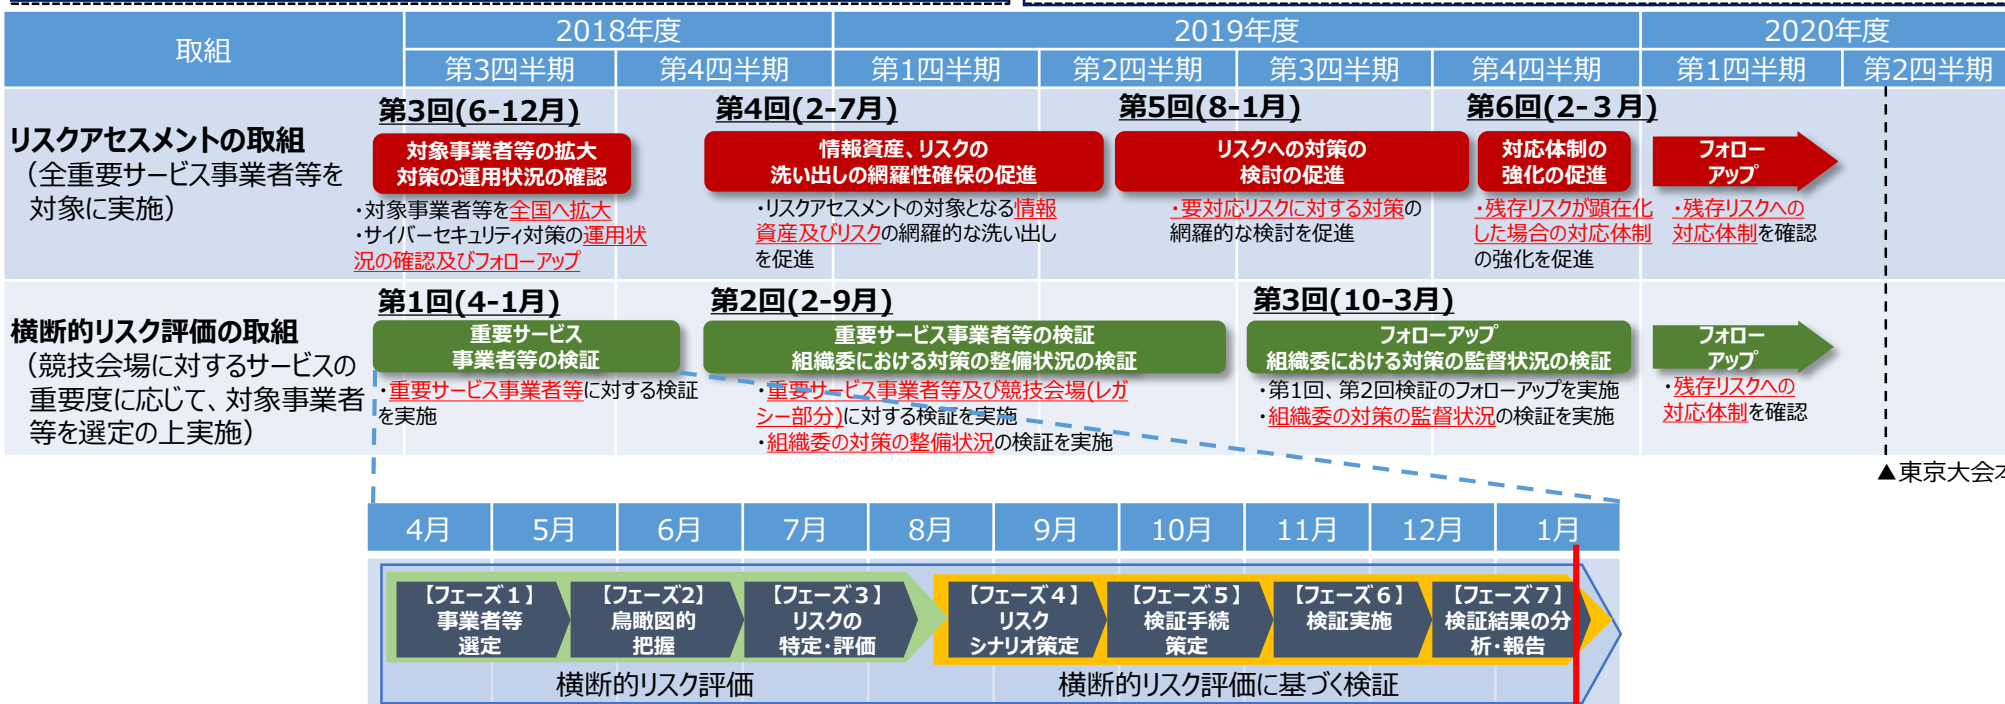 取組
2018年度
2019年度
2020年度
第3四半期
第4四半期
第1四半期
第2四半期
第3四半期
第4四半期
第1四半期
第2四半期
リスクアセスメントの取組
（全重要サービス事業者等を
対象に実施）
第3回(6-12月)
対象事業者等の拡大
対策の運用状況の確認
・対象事業者等を全国へ拡大
・サイバーセキュリティ対策の運用状
況の確認及びフォローアップ
第4回(2-7月)
情報資産、リスクの
洗い出しの網羅性確保の促進
・リスクアセスメントの対象となる情報
資産及びリスクの網羅的な洗い出し
を促進
第5回(8-1月)
リスクへの対策の
検討の促進
・要対応リスクに対する対策の
網羅的な検討を促進
第6回(2-３月)
対応体制の
強化の促進
・残存リスクが顕在化
した場合の対応体制
の強化を促進
フォロー
アップ
・残存リスクへの
対応体制を確認
横断的リスク評価の取組
（競技会場に対するサービスの
重要度に応じて、対象事業者
等を選定の上実施）
第1回(4-1月)
重要サービス
事業者等の検証
・重要サービス事業者等に対する検証
を実施
第2回(2-9月)
重要サービス事業者等の検証
組織委における対策の整備状況の検証
・重要サービス事業者等及び競技会場(レガ
シー部分)に対する検証を実施
・組織委の対策の整備状況の検証を実施
第3回(10-3月)
フォローアップ
組織委における対策の監督状況の検証
・第1回、第2回検証のフォローアップを実施
・組織委の対策の監督状況の検証を実施
フォロー
アップ
・残存リスクへの
対応体制を確認
▲東京大会本
4月
5月
6月
7月
8月
9月
10月
11月
12月
1月
【フェーズ１】
事業者等
選定
【フェーズ2】
鳥瞰図的
把握
【フェーズ３】
リスクの
特定・評価
【フェーズ４】
リスク
シナリオ策定
【フェーズ５】
検証手続
策定
【フェーズ６】
検証実施
【フェーズ７】
検証結果の分
析・報告
横断的リスク評価
横断的リスク評価に基づく検証